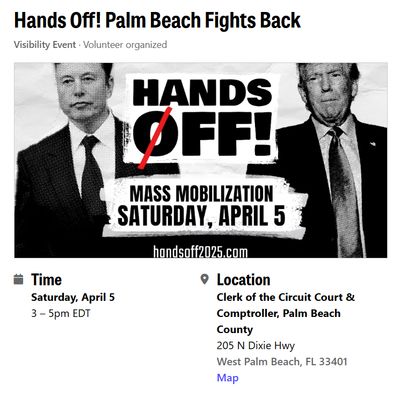 Hands Off! Palm Beach Fights Back
Visibility Event · Volunteer organized
HANDS
OFF!
MASS MOBILIZATION
SATURDAY, APRIL 5
handsoff2025.com
Time
Saturday, April 5
3 – 5pm EDT
Location
Clerk of the Circuit Court &
Comptroller, Palm Beach
County
205 N Dixie Hwy
West Palm Beach, FL 33401
Map